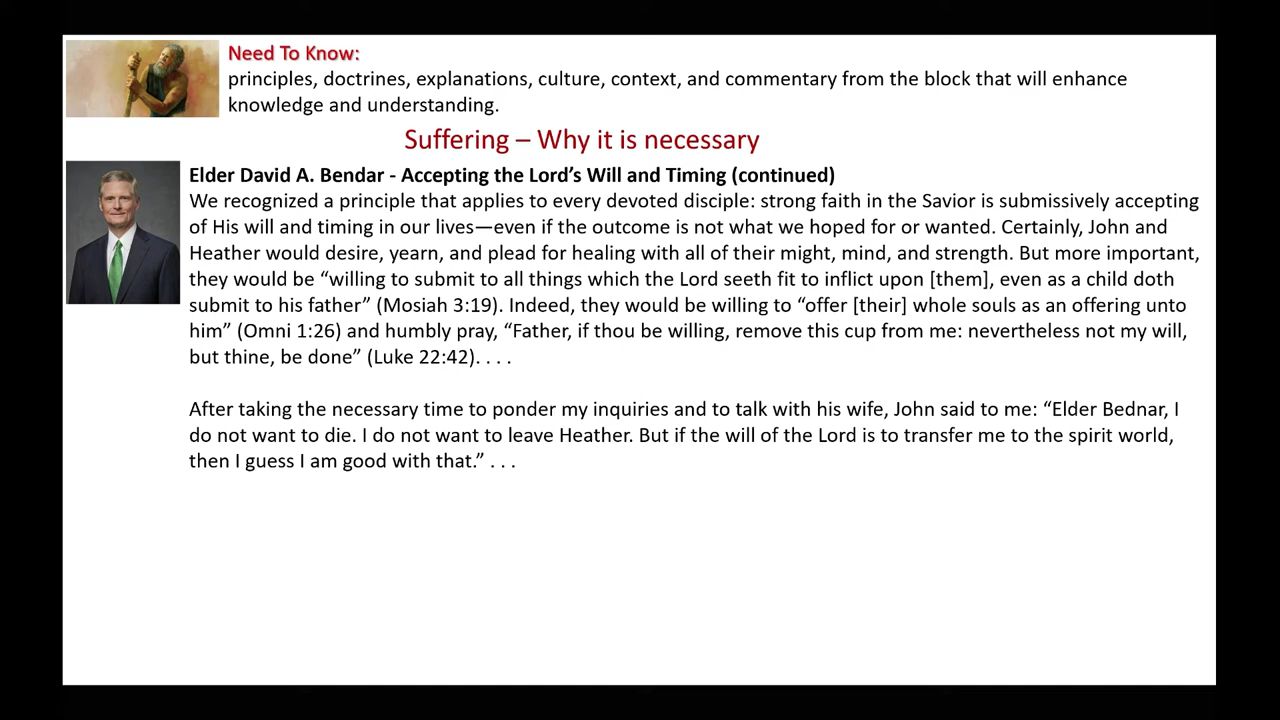 Need To Know:
principles, doctrines, explanations, culture, context, and commentary from the block that will enhance
knowledge and understanding.
Suffering – Why it is necessary
Elder David A. Bendar - Accepting the Lord’s Will and Timing (continued)
We recognized a principle that applies to every devoted disciple: strong faith in the Savior is submissively accepting
of His will and timing in our lives—even if the outcome is not what we hoped for or wanted. Certainly, John and
Heather would desire, yearn, and plead for healing with all of their might, mind, and strength. But more important,
they would be “willing to submit to all things which the Lord seeth fit to inflict upon [them], even as a child doth
submit to his father” (Mosiah 3:19). Indeed, they would be willing to “offer [their] whole souls as an offering unto
him” (Omni 1:26) and humbly pray, “Father, if thou be willing, remove this cup from me: nevertheless not my will,
but thine, be done” (Luke 22:42). . . .
After taking the necessary time to ponder my inquiries and to talk with his wife, John said to me: “Elder Bednar, I
do not want to die. I do not want to leave Heather. But if the will of the Lord is to transfer me to the spirit world,
then I guess I am good with that.” . . .